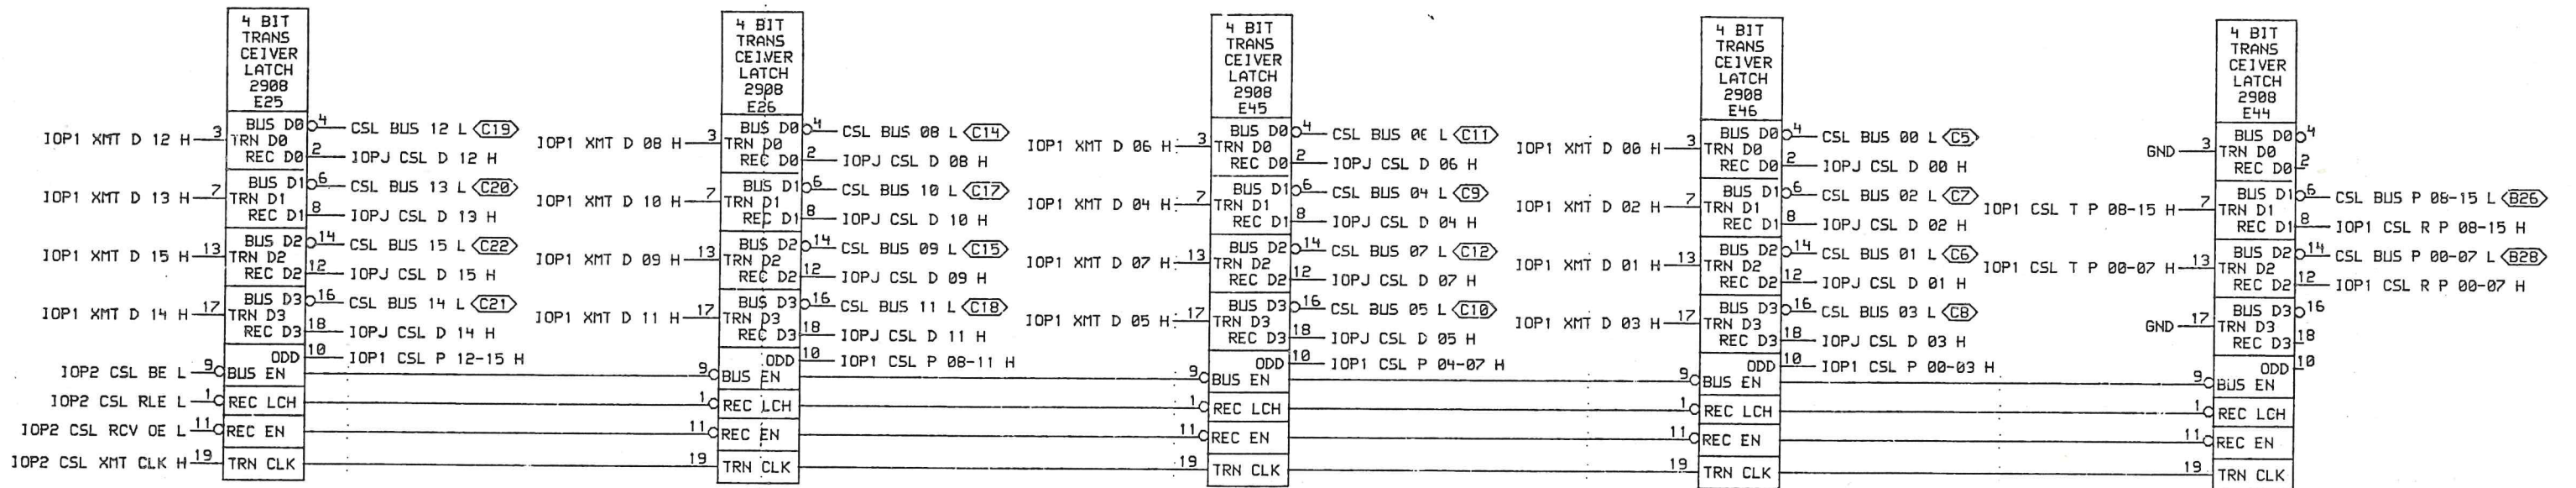 4 BIT
TRANS
CEIVER
LATCH
2908
E25
BUS D0 4 CSL BUS 12 L C19
IOP1 XMT D 12 H 3 TRN D0
REC D0 2 IOPJ CSL D 12 H
BUS D1 6 CSL BUS 13 L C20
IOP1 XMT D 13 H 7 TRN D1
REC D1 8 IOPJ CSL D 13 H
BUS D2 14 CSL BUS 15 L C22
IOP1 XMT D 15 H 13 TRN D2
REC D2 12 IOPJ CSL D 15 H
BUS D3 16 CSL BUS 14 L C21
IOP1 XMT D 14 H 17 TRN D3
REC D3 18 IOPJ CSL D 14 H
ODD 10 IOP1 CSL P 12-15 H
IOP2 CSL BE L 9 BUS EN
IOP2 CSL RLE L 1 REC LCH
IOP2 CSL RCV OE L 11 REC EN
IOP2 CSL XMT CLK H 19 TRN CLK
4 BIT
TRANS
CEIVER
LATCH
2908
E26
BUS D0 4 CSL BUS 08 L C14
IOP1 XMT D 08 H 3 TRN D0
REC D0 2 IOPJ CSL D 08 H
BUS D1 6 CSL BUS 10 L C17
IOP1 XMT D 10 H 7 TRN D1
REC D1 8 IOPJ CSL D 10 H
BUS D2 14 CSL BUS 09 L C15
IOP1 XMT D 09 H 13 TRN D2
REC D2 12 IOPJ CSL D 09 H
BUS D3 16 CSL BUS 11 L C18
IOP1 XMT D 11 H 17 TRN D3
REC D3 18 IOPJ CSL D 11 H
ODD 10 IOP1 CSL P 08-11 H
9 BUS EN
1 REC LCH
11 REC EN
19 TRN CLK
4 BIT
TRANS
CEIVER
LATCH
2908
E45
BUS D0 4 CSL BUS L C11
IOP1 XMT D 06 H 3 TRN D0
REC D0 2 IOPJ CSL D 06 H
BUS D1 6 CSL BUS 04 L C9
IOP1 XMT D 04 H 7 TRN D1
REC D1 8 IOPJ CSL D 04 H
BUS D2 14 CSL BUS 07 L C12
IOP1 XMT D 07 H 13 TRN D2
REC D2 12 IOPJ CSL D 07 H
BUS D3 16 CSL BUS 05 L C10
IOP1 XMT D 05 H 17 TRN D3
REC D3 18 IOPJ CSL D 05 H
ODD 10 IOP1 CSL P 04-07 H
9 BUS EN
1 REC LCH
11 REC EN
19 TRN CLK
4 BIT
TRANS
CEIVER
LATCH
2908
E46
BUS D0 4 CSL BUS 00 L C5
IOP1 XMT D 00 H 3 TRN D0
REC D0 2 IOPJ CSL D 00 H
BUS D1 6 CSL BUS 02 L C7
IOP1 XMT D 02 H 7 TRN D1
REC D1 8 IOPJ CSL D 02 H
BUS D2 14 CSL BUS 01 L C6
IOP1 XMT D 01 H 13 TRN D2
REC D2 12 IOPJ CSL D 01 H
BUS D3 16 CSL BUS 03 L C8
IOP1 XMT D 03 H 17 TRN D3
REC D3 18 IOPJ CSL D 03 H
ODD 10 IOP1 CSL P 00-03 H
9 BUS EN
1 REC LCH
11 REC EN
19 TRN CLK
4 BIT
TRANS
CEIVER
LATCH
2908
E44
BUS D0 4
GND 3 TRN D0
REC D0 2
BUS D1 6 CSL BUS P 08-15 L B26
IOP1 CSL T P 08-15 H 7 TRN D1
REC D1 8 IOP1 CSL R P 08-15 H
BUS D2 14 CSL BUS P 00-07 L B28
IOP1 CSL T P 00-07 H 13 TRN D2
REC D2 12 IOP1 CSL R P 00-07 H
BUS D3 16
GND 17 TRN D3
REC D3 18
ODD 10
9 BUS EN
1 REC LCH
11 REC EN
19 TRN CLK